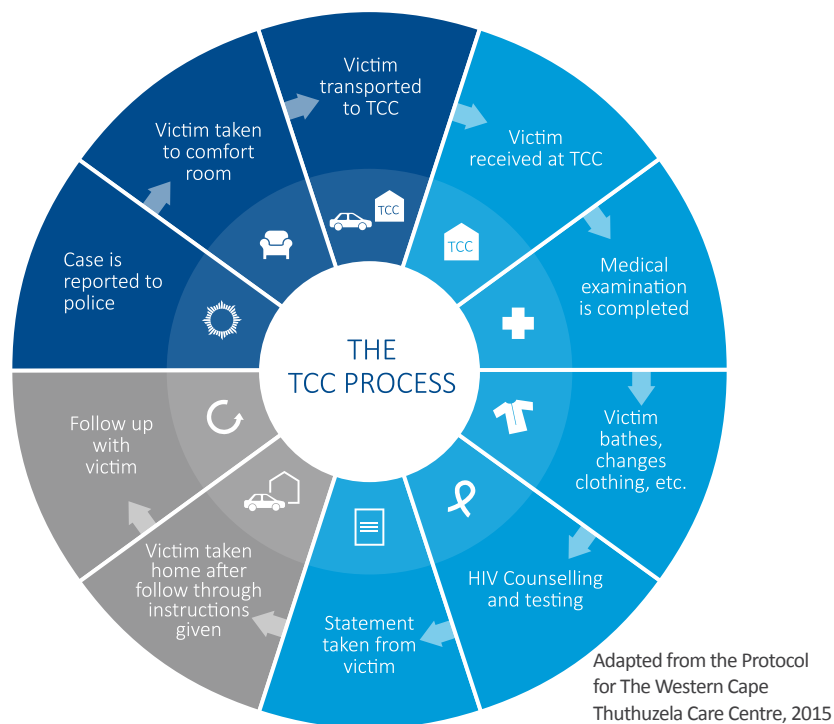 THE
TCC PROCESS
Case is
reported to
police
Victim taken
to comfort
room
Victim
transported
to TCC
TCC
Victim
received at TCC
TCC
Medical
examination
is completed
Victim
bathes,
changes
clothing, etc.
HIV Counselling
and testing
Statement
taken from
victim
Victim taken
home after
follow through
instructions
given
Follow up
with
victim
Adapted from the Protocol
for The Western Cape
Thuthuzela Care Centre, 2015